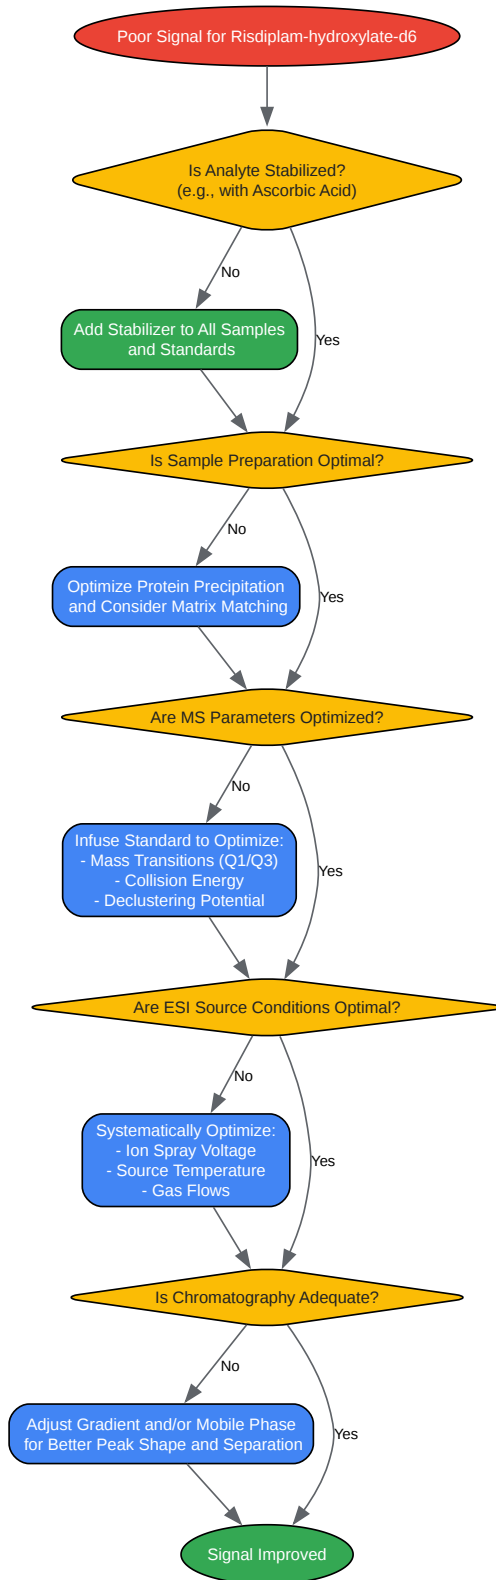 Poor Signal for Risdiplam-hydroxylate-d6
Is Analyte Stabilized?
(e.g., with Ascorbic Acid)
No
Add Stabilizer to All Samples
and Standards
Yes
Is Sample Preparation Optimal?
No
Optimize Protein Precipitation
and Consider Matrix Matching
Yes
Are MS Parameters Optimized?
No
Infuse Standard to Optimize:
- Mass Transitions (Q1/Q3)
- Collision Energy
- Declustering Potential
Yes
Are ESI Source Conditions Optimal?
No
Systematically Optimize:
- Ion Spray Voltage
- Source Temperature
- Gas Flows
Yes
Is Chromatography Adequate?
No
Adjust Gradient and/or Mobile Phase
for Better Peak Shape and Separation
Yes
Signal Improved